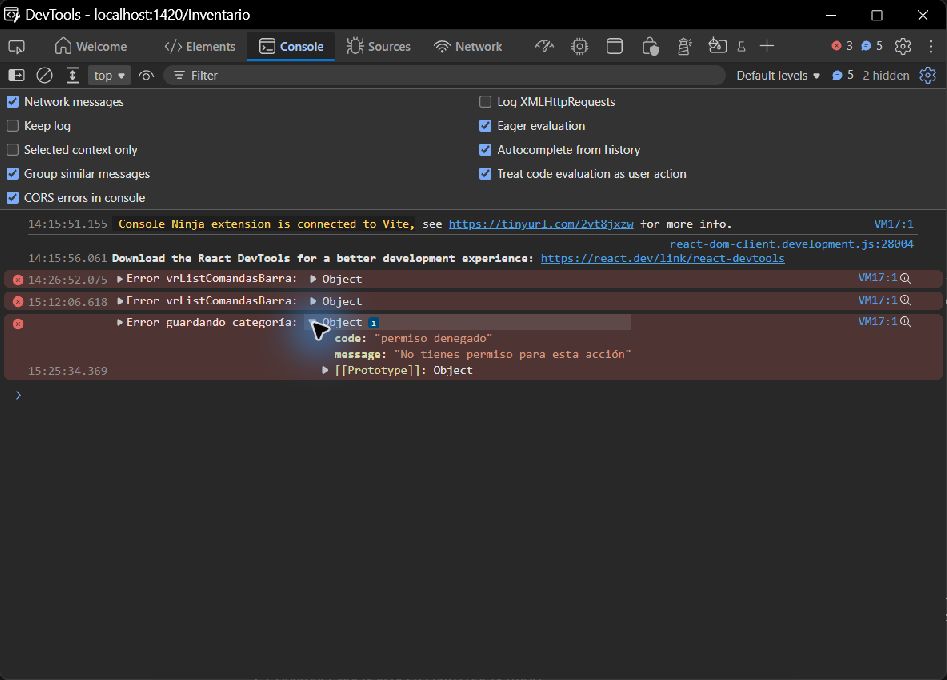 DevTools - localhost:1420/Inventario
Welcome Elements Console Sources Network 3 5
top Filter Default levels 5 2 hidden
Network messages Log XMLHttpRequests
Keep log Eager evaluation
Selected context only Autocomplete from history
Group similar messages Treat code evaluation as user action
CORS errors in console
14:15:51.155 Console Ninja extension is connected to Vite, see https://tinyurl.com/2vt8jxzw for more info. VM17:1
react-dom-client.development.js:28004
14:15:56.061 Download the React DevTools for a better development experience: https://react.dev/link/react-devtools
14:26:52.075 Error vrListComandasBarra: Object VM17:1
15:12:06.618 Error vrListComandasBarra: Object VM17:1
Error guardando categoría: Object i VM17:1
code: "permiso denegado"
message: "No tienes permiso para esta acción"
15:25:34.369 [[Prototype]]: Object